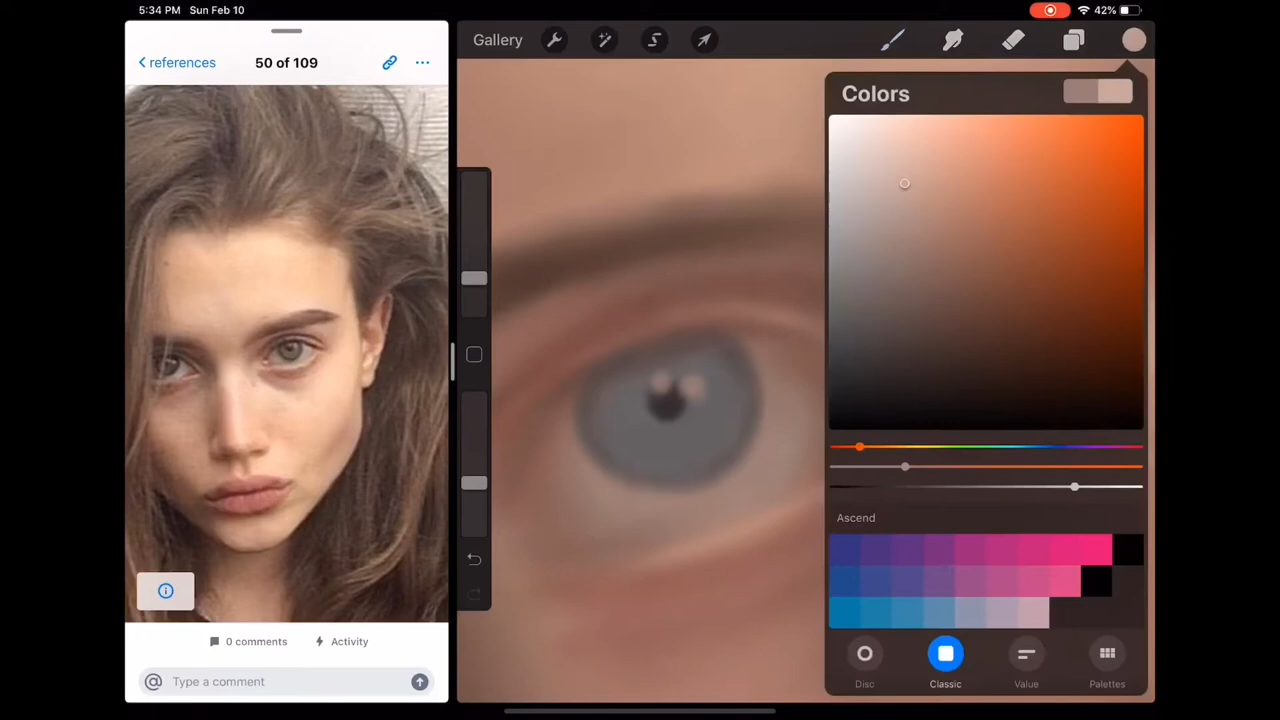 5:34 PM Sun Feb 10
42%
references
50 of 109
0 comments
Activity
Type a comment
Gallery
Colors
Ascend
Disc
Classic
Value
Palettes